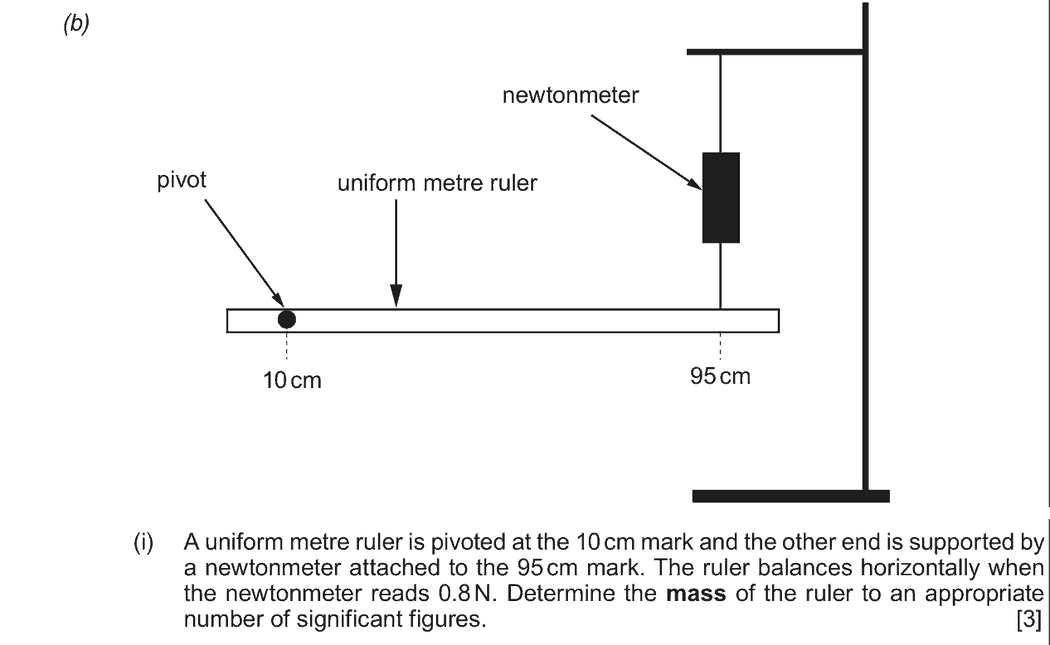 (b)
newtonmeter
pivot
uniform metre ruler
10 cm
95 cm
(i) A uniform metre ruler is pivoted at the 10 cm mark and the other end is supported by
a newtonmeter attached to the 95 cm mark. The ruler balances horizontally when
the newtonmeter reads 0.8 N. Determine the mass of the ruler to an appropriate
number of significant figures. [3]